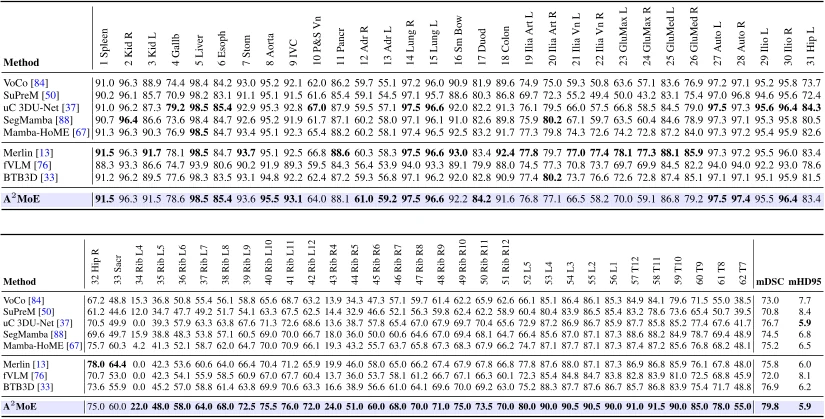 Method 1 Spleen 2 Kid R 3 Kid L 4 Gallb 5 Liver 6 Esoph 7 Stom 8 Aorta 9 IVC 10 P&S Vn 11 Pancr 12 Adr R 13 Adr L 14 Lung R 15 Lung L 16 Sm Bow 17 Duod 18 Colon 19 Ilia Art L 20 Ilia Art R 21 Ilia Vn L 22 Ilia Vn R 23 GluMax L 24 GluMax R 25 GluMed L 26 GluMed R 27 Auto L 28 Auto R 29 Ilio L 30 Ilio R 31 Hip L
VoCo [84] 91.0 96.3 88.9 74.4 98.4 84.2 93.0 95.2 92.1 62.0 86.2 59.7 55.1 97.2 96.0 90.9 81.9 89.6 74.9 75.0 59.3 50.8 63.6 57.1 83.6 76.9 97.2 97.1 95.2 95.8 73.7
SuPreM [50] 90.2 96.1 85.7 70.9 98.2 83.1 91.1 95.1 91.5 61.6 85.4 59.1 54.5 97.1 95.7 88.6 80.3 86.8 69.7 72.3 55.2 49.4 50.0 43.2 83.1 75.4 97.0 96.8 94.6 95.6 72.4
uC 3DU-Net [37] 91.0 96.2 87.3 79.2 98.5 85.4 92.9 95.3 92.8 67.0 87.9 59.5 57.1 97.5 96.6 92.0 82.2 91.3 76.1 79.5 66.0 57.5 66.8 58.5 84.5 79.0 97.5 97.3 95.6 96.4 84.3
SegMamba [88] 90.7 96.4 86.6 73.6 98.4 84.7 92.6 95.2 91.9 61.7 87.1 60.2 58.0 97.1 96.1 91.0 82.6 89.8 75.9 80.2 67.1 59.7 63.5 60.4 84.6 78.9 97.3 97.1 95.3 95.8 80.5
Mamba-HoME [67] 91.3 96.3 90.3 76.9 98.5 84.7 93.4 95.1 92.3 65.4 88.2 60.2 58.1 97.4 96.5 92.5 83.2 91.7 77.3 79.8 74.3 72.6 74.2 72.8 87.2 84.0 97.3 97.2 95.4 95.9 82.6
Merlin [13] 91.5 96.3 91.7 78.1 98.5 84.7 93.7 95.1 92.5 66.8 88.6 60.3 58.3 97.5 96.6 93.0 83.4 92.4 77.8 79.7 77.0 77.4 78.1 77.3 88.1 85.9 97.3 97.2 95.5 96.0 83.4
fVLM [76] 88.3 93.3 86.6 74.7 93.9 80.6 90.2 91.9 89.3 59.5 84.3 56.4 53.9 94.0 93.3 89.1 79.9 88.0 74.5 77.3 70.8 73.7 69.7 69.9 84.5 82.2 94.0 94.0 92.2 93.0 78.6
BTB3D [33] 91.2 96.2 89.5 77.6 98.3 83.5 93.1 94.8 92.2 62.4 87.2 59.3 56.8 97.1 96.2 92.0 82.8 90.9 77.4 80.2 73.7 76.6 72.6 72.8 87.4 85.1 97.1 97.1 95.1 95.9 81.5
A²MoE 91.5 96.3 91.5 78.6 98.5 85.4 93.6 95.5 93.1 64.0 88.1 61.0 59.2 97.5 96.6 92.2 84.2 91.6 76.8 77.1 66.5 58.2 70.0 59.1 86.8 79.2 97.5 97.4 95.5 96.4 83.4
Method 32 Hip R 33 Sacr 34 Rib L4 35 Rib L5 36 Rib L6 37 Rib L7 38 Rib L8 39 Rib L9 40 Rib L10 41 Rib L11 42 Rib L12 43 Rib R4 44 Rib R5 45 Rib R6 46 Rib R7 47 Rib R8 48 Rib R9 49 Rib R10 50 Rib R11 51 Rib R12 52 L5 53 L4 54 L3 55 L2 56 L1 57 T12 58 T11 59 T10 60 T9 61 T8 62 T7 mDSC mHD95
VoCo [84] 67.2 48.8 15.3 36.8 50.8 55.4 56.1 58.8 65.6 68.7 63.2 13.9 34.3 47.3 57.1 59.7 61.4 62.2 65.9 62.6 66.1 85.1 86.4 86.1 85.3 84.9 84.1 79.6 71.5 55.0 38.5 73.0 7.7
SuPreM [50] 61.2 44.6 12.0 34.7 47.7 49.2 51.7 54.1 63.3 67.5 62.5 14.4 32.9 46.6 52.1 56.3 59.8 62.4 62.2 58.9 60.4 80.4 83.9 86.5 85.4 83.2 78.6 73.6 65.4 50.7 39.5 70.8 8.4
uC 3DU-Net [37] 70.5 49.9 0.0 39.3 57.9 63.3 63.8 67.6 71.3 72.6 68.6 13.6 38.7 57.8 65.4 67.0 67.9 69.7 70.4 65.6 72.9 87.2 86.9 86.7 85.9 87.7 85.8 85.2 77.4 67.6 41.7 76.7 5.9
SegMamba [88] 69.6 49.7 15.9 38.8 48.3 53.8 57.1 60.5 69.0 70.0 66.7 18.0 36.0 50.0 60.6 64.6 67.0 69.4 68.1 64.7 66.4 85.6 87.0 87.1 87.3 88.6 88.2 84.9 78.7 69.4 48.9 74.5 6.8
Mamba-HoME [67] 75.7 60.3 4.2 41.3 52.1 58.7 62.0 64.7 70.0 70.9 66.1 19.3 43.2 55.7 63.7 65.8 67.3 68.3 67.9 66.2 74.7 87.1 87.7 87.1 87.3 87.4 87.2 85.6 76.8 68.2 48.1 75.2 6.5
Merlin [13] 78.0 64.4 0.0 42.3 53.6 60.6 64.0 66.4 70.4 71.2 65.9 19.9 46.0 58.0 65.0 66.2 67.4 67.9 67.8 66.8 77.8 87.6 88.0 87.1 87.3 86.9 86.8 85.9 76.1 67.8 48.0 75.8 6.0
fVLM [76] 70.7 53.0 0.0 42.3 54.1 55.9 58.5 60.9 67.0 67.7 60.4 13.7 36.0 53.7 58.1 61.2 66.7 67.1 66.3 60.1 72.3 85.4 84.8 84.7 83.8 82.8 83.9 81.0 72.5 68.8 45.9 72.0 8.1
BTB3D [33] 73.6 55.9 0.0 45.2 57.0 58.8 61.4 63.8 69.9 70.6 63.3 16.6 38.9 56.6 61.0 64.1 69.6 70.0 69.2 63.0 75.2 88.3 87.7 87.6 86.7 85.7 86.8 83.9 75.4 71.7 48.8 76.9 6.2
A²MoE 75.0 60.0 22.0 48.0 58.0 64.0 68.0 72.5 75.5 76.0 72.0 24.0 51.0 60.0 68.0 70.0 71.0 75.0 73.5 70.0 80.0 90.0 90.5 90.5 90.0 91.0 91.5 90.0 85.0 78.0 55.0 79.8 5.9